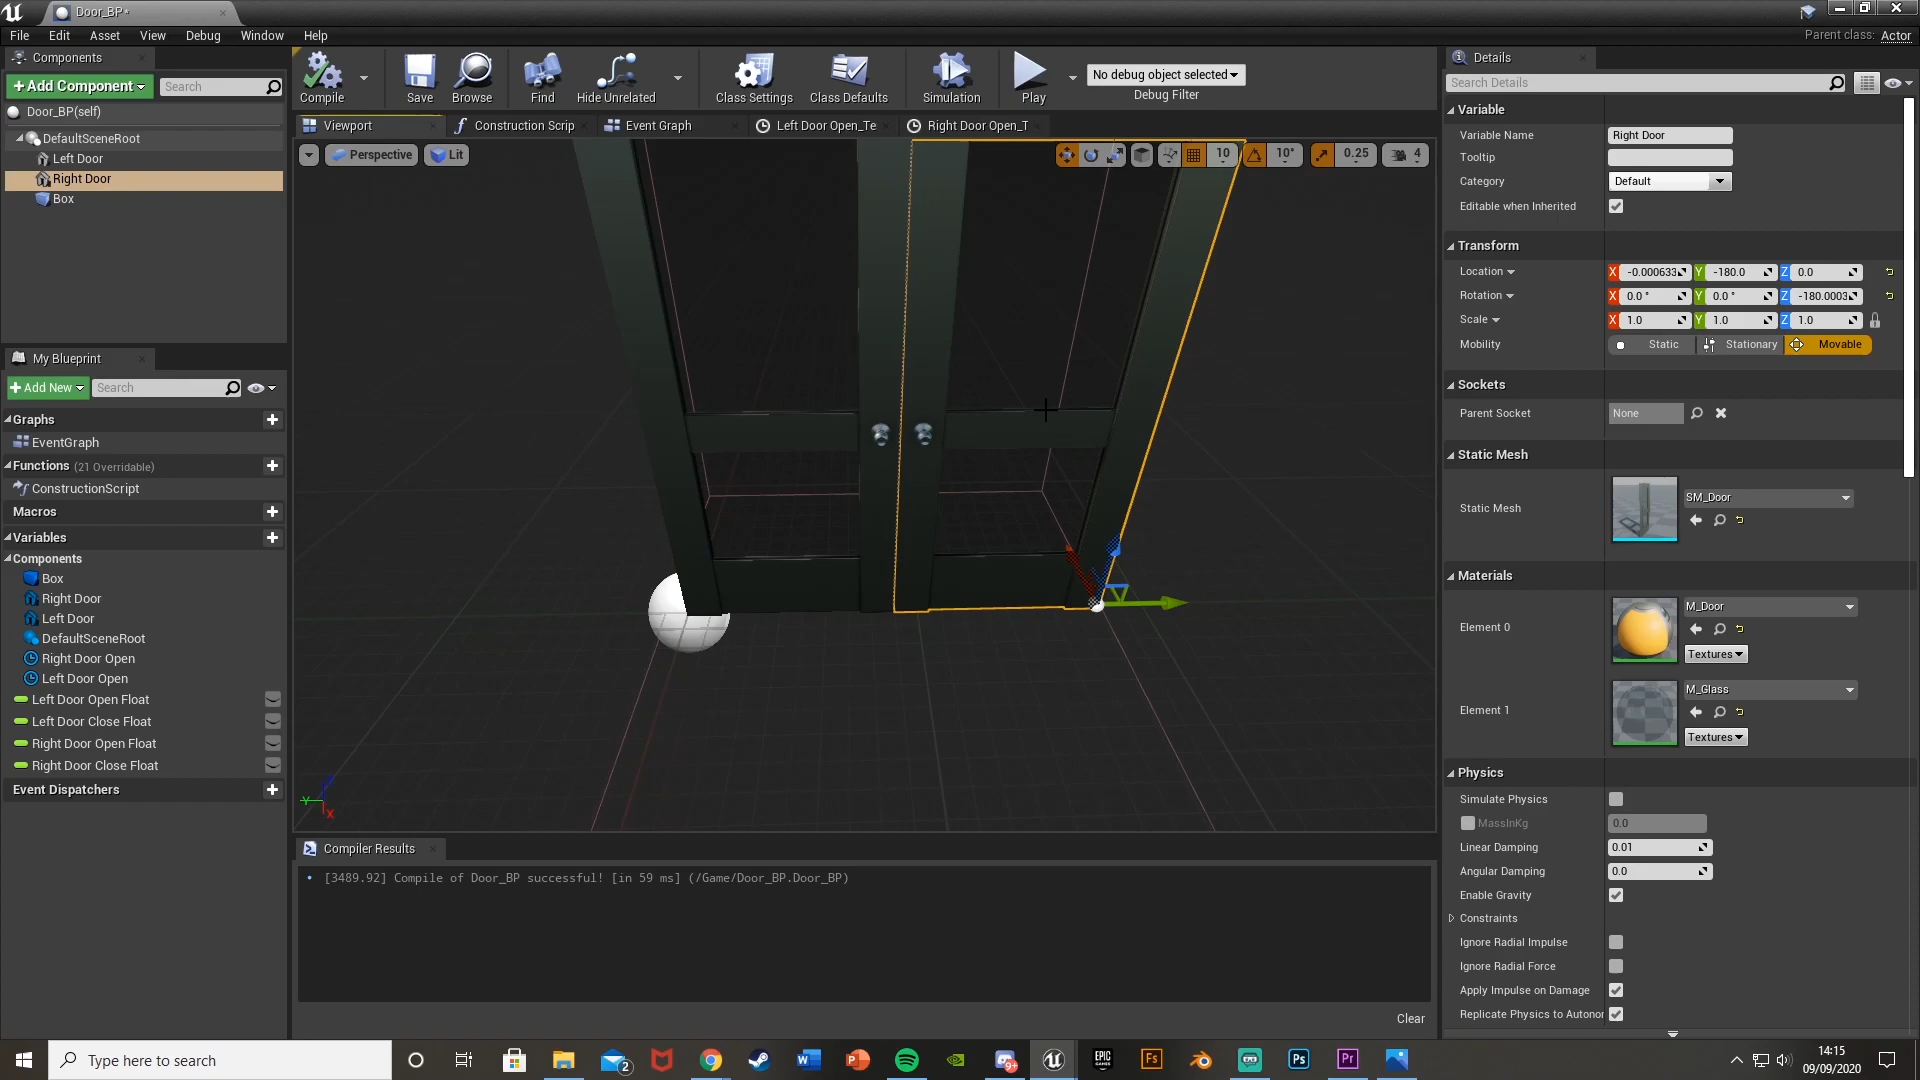 Door_BP*
File Edit Asset View Debug Window Help
Parent class: Actor
Components
+Add Component
Search
Door_BP(self)
DefaultSceneRoot
Left Door
Right Door
Box
My Blueprint
+Add New
Search
Graphs
EventGraph
Functions (21 Overridable)
ConstructionScript
Macros
Variables
Components
Box
Right Door
Left Door
DefaultSceneRoot
Right Door Open
Left Door Open
Left Door Open Float
Left Door Close Float
Right Door Open Float
Right Door Close Float
Event Dispatchers
Compile
Save
Browse
Find
Hide Unrelated
Class Settings
Class Defaults
Simulation
Play
No debug object selected
Debug Filter
Viewport
Construction Scrip
Event Graph
Left Door Open_Te
Right Door Open_T
Perspective
Lit
10
10°
0.25
4
Y
X
Compiler Results
[3489.92] Compile of Door_BP successful! [in 59 ms] (/Game/Door_BP.Door_BP)
Clear
Details
Search Details
Variable
Variable Name Right Door
Tooltip
Category Default
Editable when Inherited
Transform
Location X -0.000633 Y -180.0 Z 0.0
Rotation X 0.0 ° Y 0.0 ° Z -180.0003
Scale X 1.0 Y 1.0 Z 1.0
Mobility Static Stationary Movable
Sockets
Parent Socket None
Static Mesh
Static Mesh SM_Door
Materials
Element 0 M_Door
Textures
Element 1 M_Glass
Textures
Physics
Simulate Physics
MassInKg 0.0
Linear Damping 0.01
Angular Damping 0.0
Enable Gravity
Constraints
Ignore Radial Impulse
Ignore Radial Force
Apply Impulse on Damage
Replicate Physics to Autonor
Type here to search
2
W
P
9+
EPIC GAMES
Fs
Ps
Pr
14:15
09/09/2020